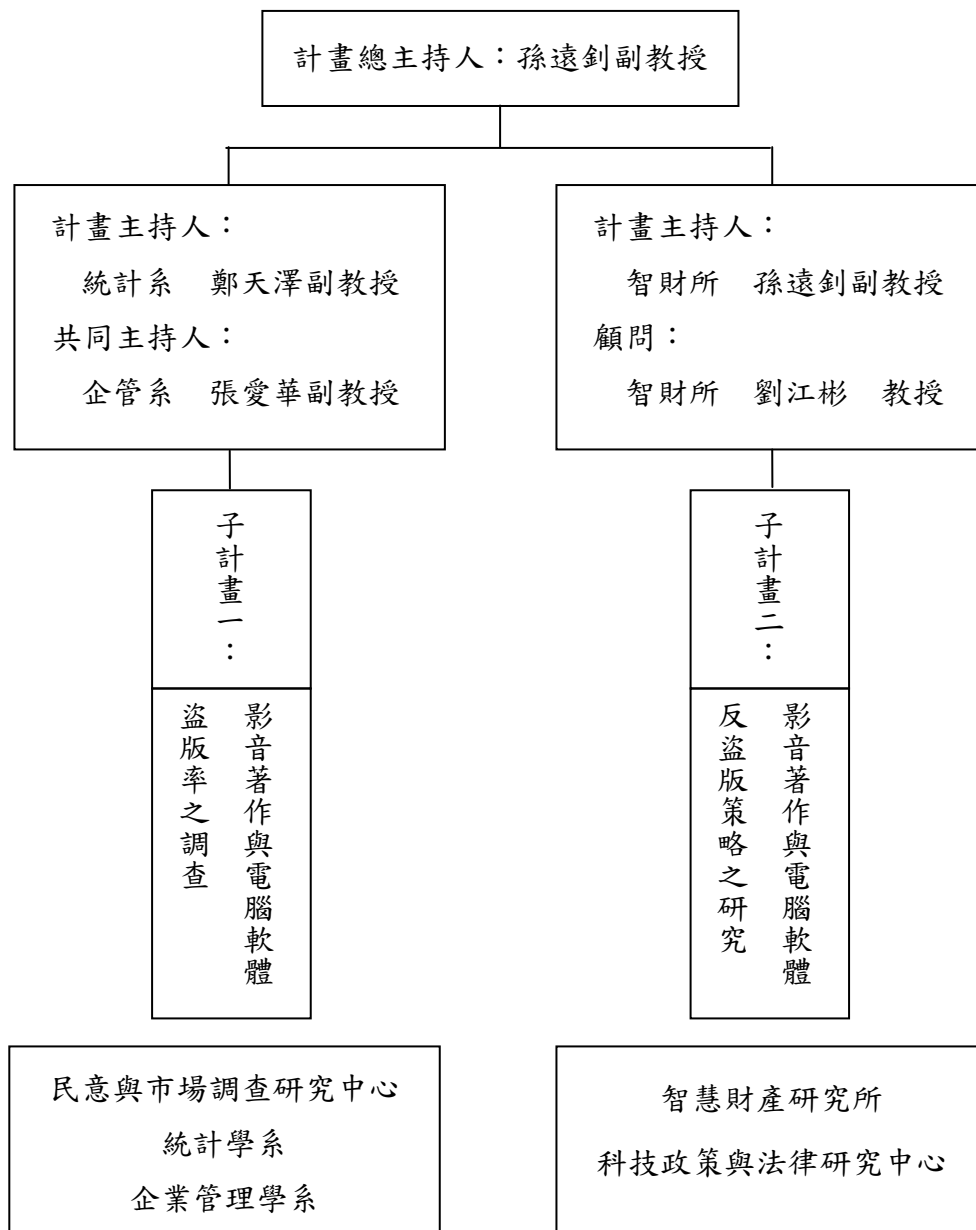 計畫總主持人：孫遠釗副教授
計畫主持人：
統計系　鄭天澤副教授
共同主持人：
企管系　張愛華副教授
計畫主持人：
智財所　孫遠釗副教授
顧問：
智財所　劉江彬　教授
子計畫一：
影音著作與電腦軟體
盜版率之調查
子計畫二：
影音著作與電腦軟體
反盜版策略之研究
民意與市場調查研究中心
統計學系
企業管理學系
智慧財產研究所
科技政策與法律研究中心